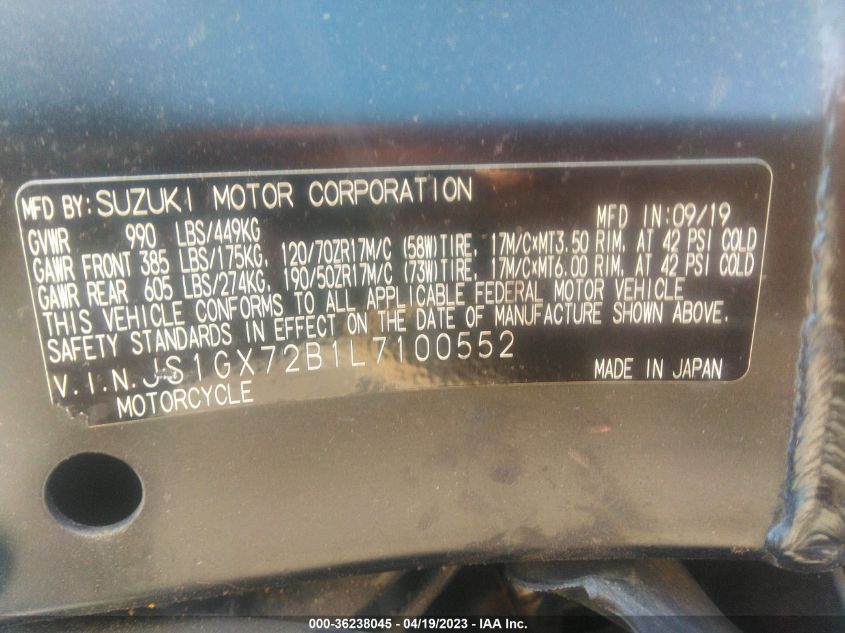 MFD BY: SUZUKI MOTOR CORPORATION MFD IN: 09/19
GVWR 990 LBS/449KG
GAWR FRONT 385 LBS/175KG, 120/70ZR17M/C (58W)TIRE, 17M/C×MT3.50 RIM, AT 42 PSI COLD
GAWR REAR 605 LBS/274KG, 190/50ZR17M/C (73W)TIRE, 17M/C×MT6.00 RIM, AT 42 PSI COLD
THIS VEHICLE CONFORMS TO ALL APPLICABLE FEDERAL MOTOR VEHICLE
SAFETY STANDARDS IN EFFECT ON THE DATE OF MANUFACTURE SHOWN ABOVE.
V.I.N. JS1GX72B1L7100552 MADE IN JAPAN
MOTORCYCLE
000-36238045 - 04/19/2023 - IAA Inc.